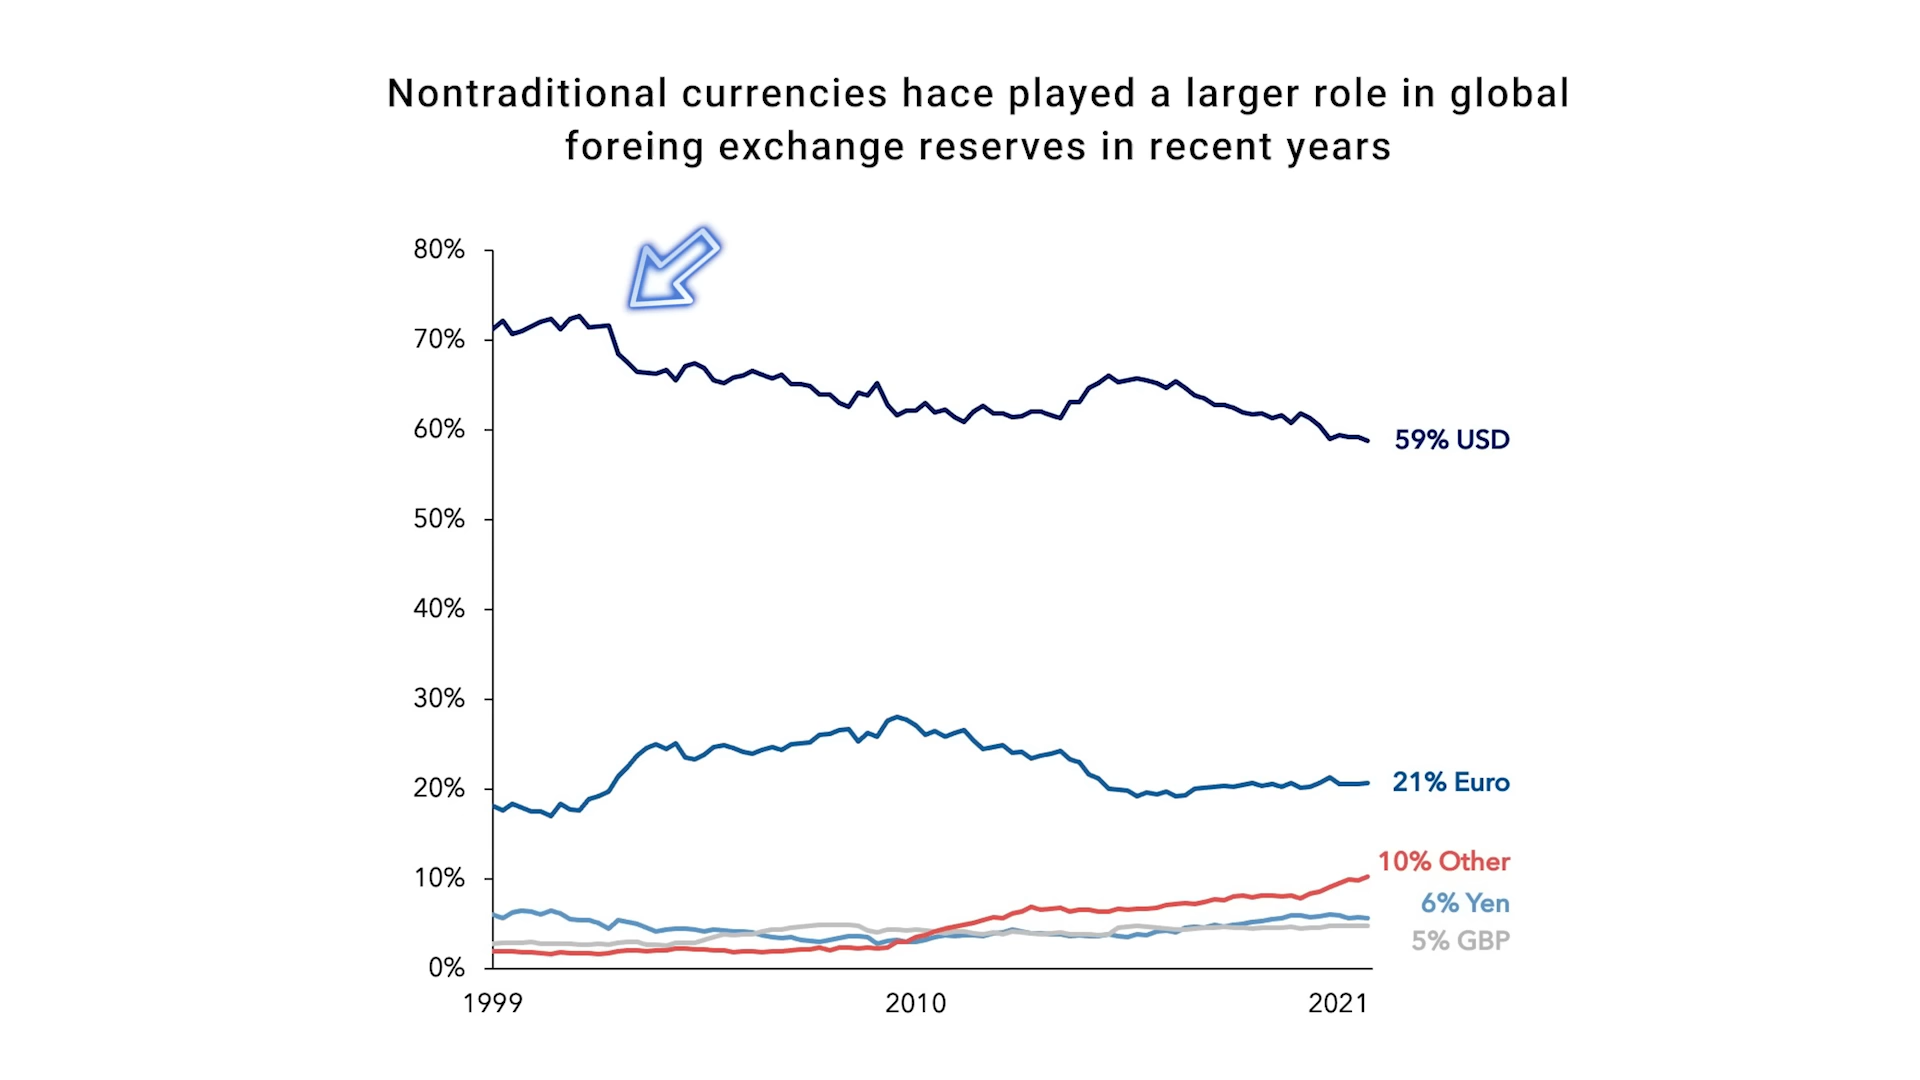 Nontraditional currencies hace played a larger role in global
foreing exchange reserves in recent years
80%
70%
60%
50%
40%
30%
20%
10%
0%
59% USD
21% Euro
10% Other
6% Yen
5% GBP
1999
2010
2021